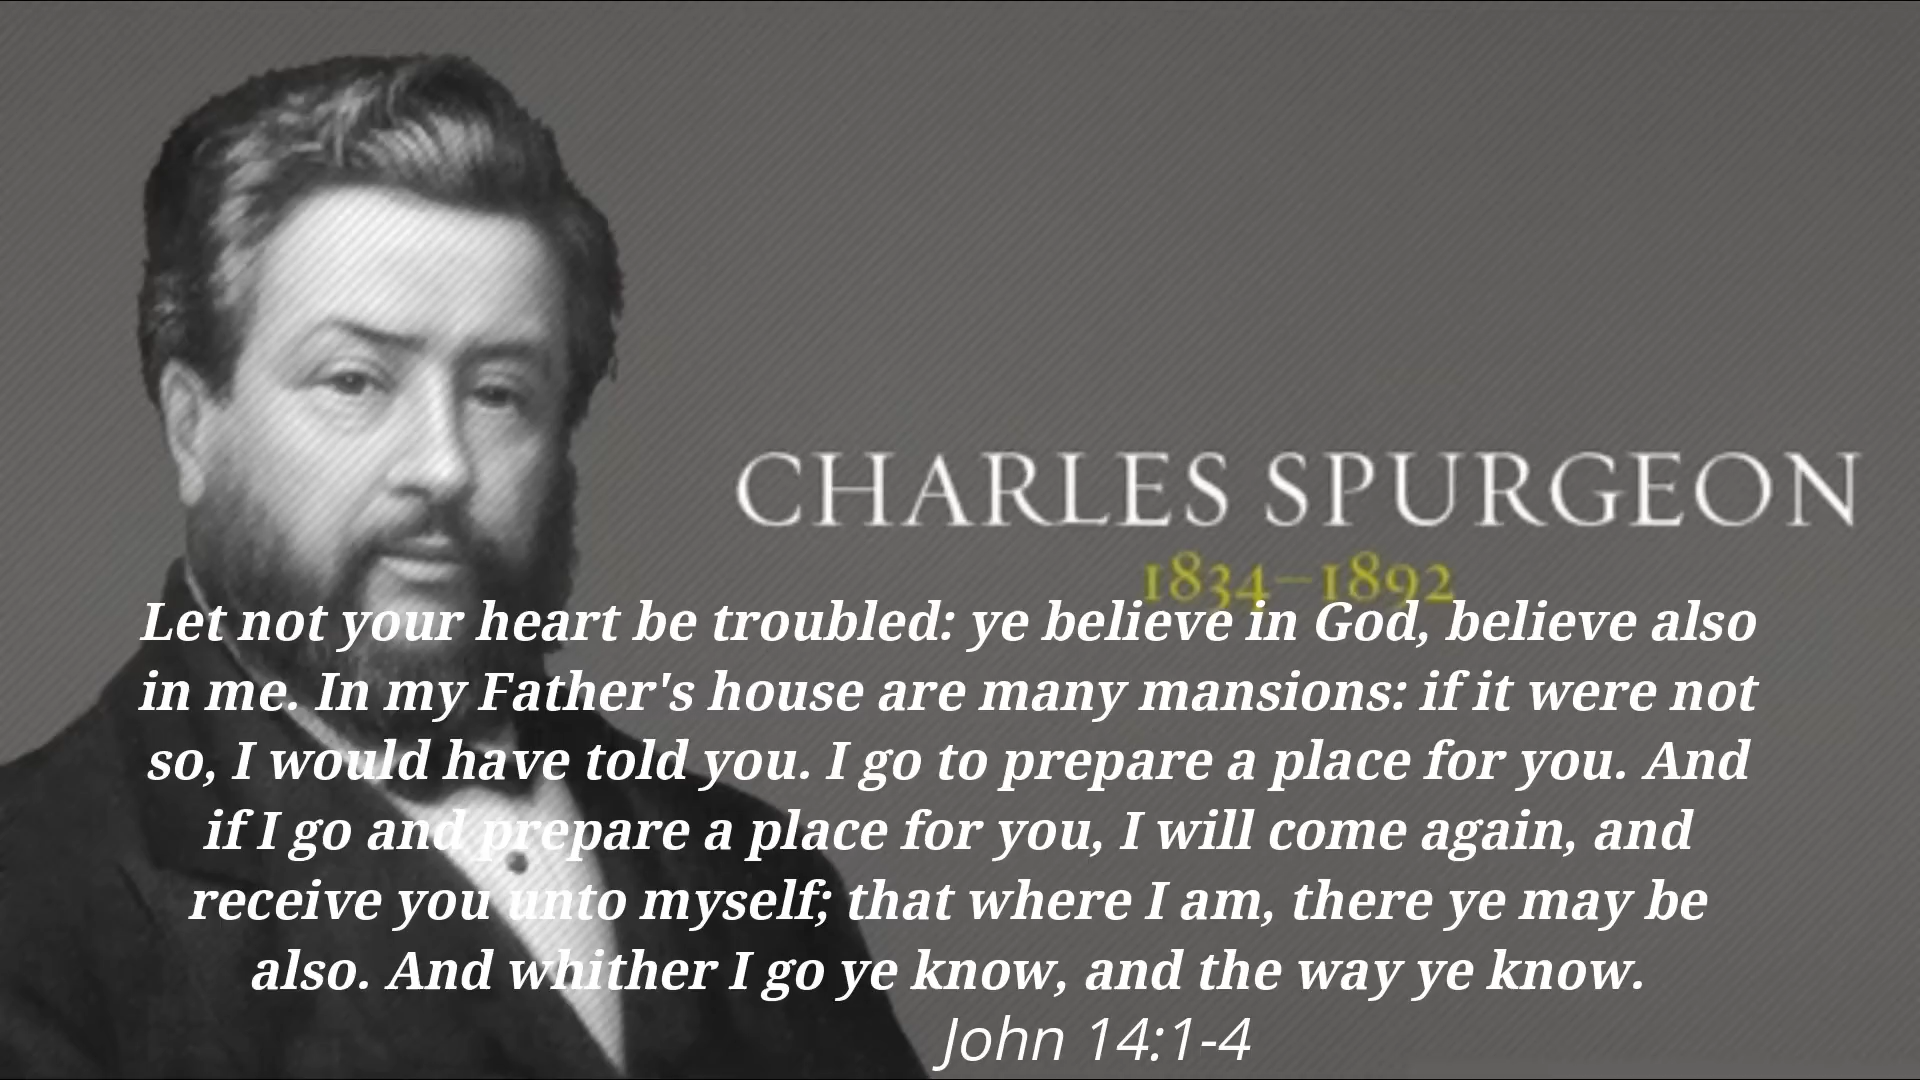 CHARLES SPURGEON
1834–1892
Let not your heart be troubled: ye believe in God, believe also
in me. In my Father's house are many mansions: if it were not
so, I would have told you. I go to prepare a place for you. And
if I go and prepare a place for you, I will come again, and
receive you unto myself; that where I am, there ye may be
also. And whither I go ye know, and the way ye know.
John 14:1-4